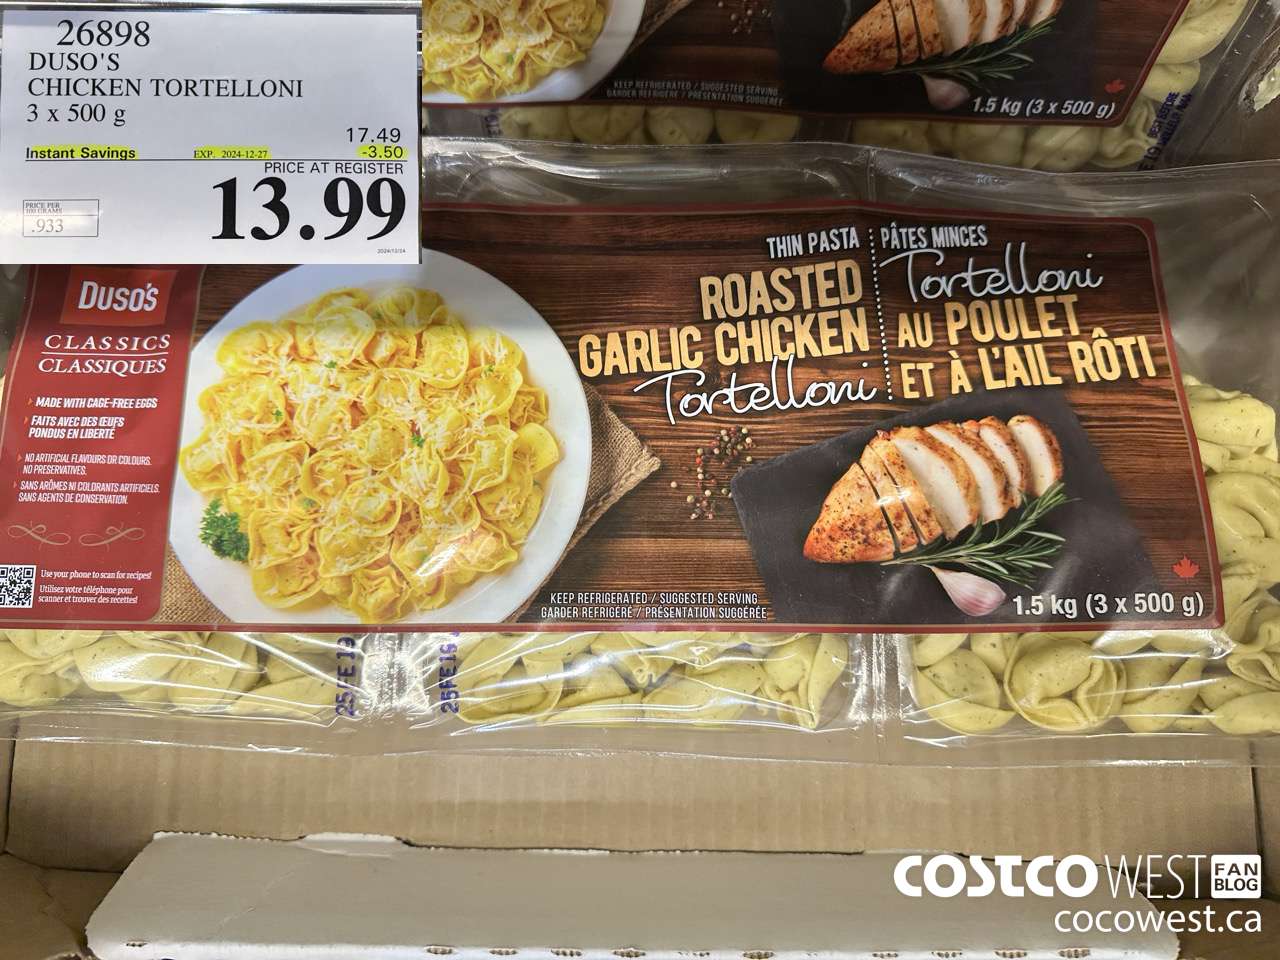 26898
DUSO'S
CHICKEN TORTELLONI
3 x 500 g
17.49
Instant Savings EXP. 2024-12-27 -3.50
PRICE AT REGISTER
13.99
PRICE PER
100 GRAMS
.933
2024/12/24
KEEP REFRIGERATED / SUGGESTED SERVING
GARDER RÉFRIGÉRÉ / PRÉSENTATION SUGGÉRÉE
1.5 kg (3 x 500 g)
DUSO'S
CLASSICS
CLASSIQUES
MADE WITH CAGE-FREE EGGS
FAITS AVEC DES ŒUFS
PONDUS EN LIBERTÉ
NO ARTIFICIAL FLAVOURS OR COLOURS.
NO PRESERVATIVES.
SANS ARÔMES NI COLORANTS ARTIFICIELS.
SANS AGENTS DE CONSERVATION.
Use your phone to scan for recipes!
Utilisez votre téléphone pour
scanner et trouver des recettes!
THIN PASTA
ROASTED
GARLIC CHICKEN
Tortelloni
PÂTES MINCES
Tortelloni
AU POULET
ET À L'AIL RÔTI
KEEP REFRIGERATED / SUGGESTED SERVING
GARDER RÉFRIGÉRÉ / PRÉSENTATION SUGGÉRÉE
1.5 kg (3 x 500 g)
25FE19
25FE19
COSTCO WEST FAN
BLOG
cocowest.ca